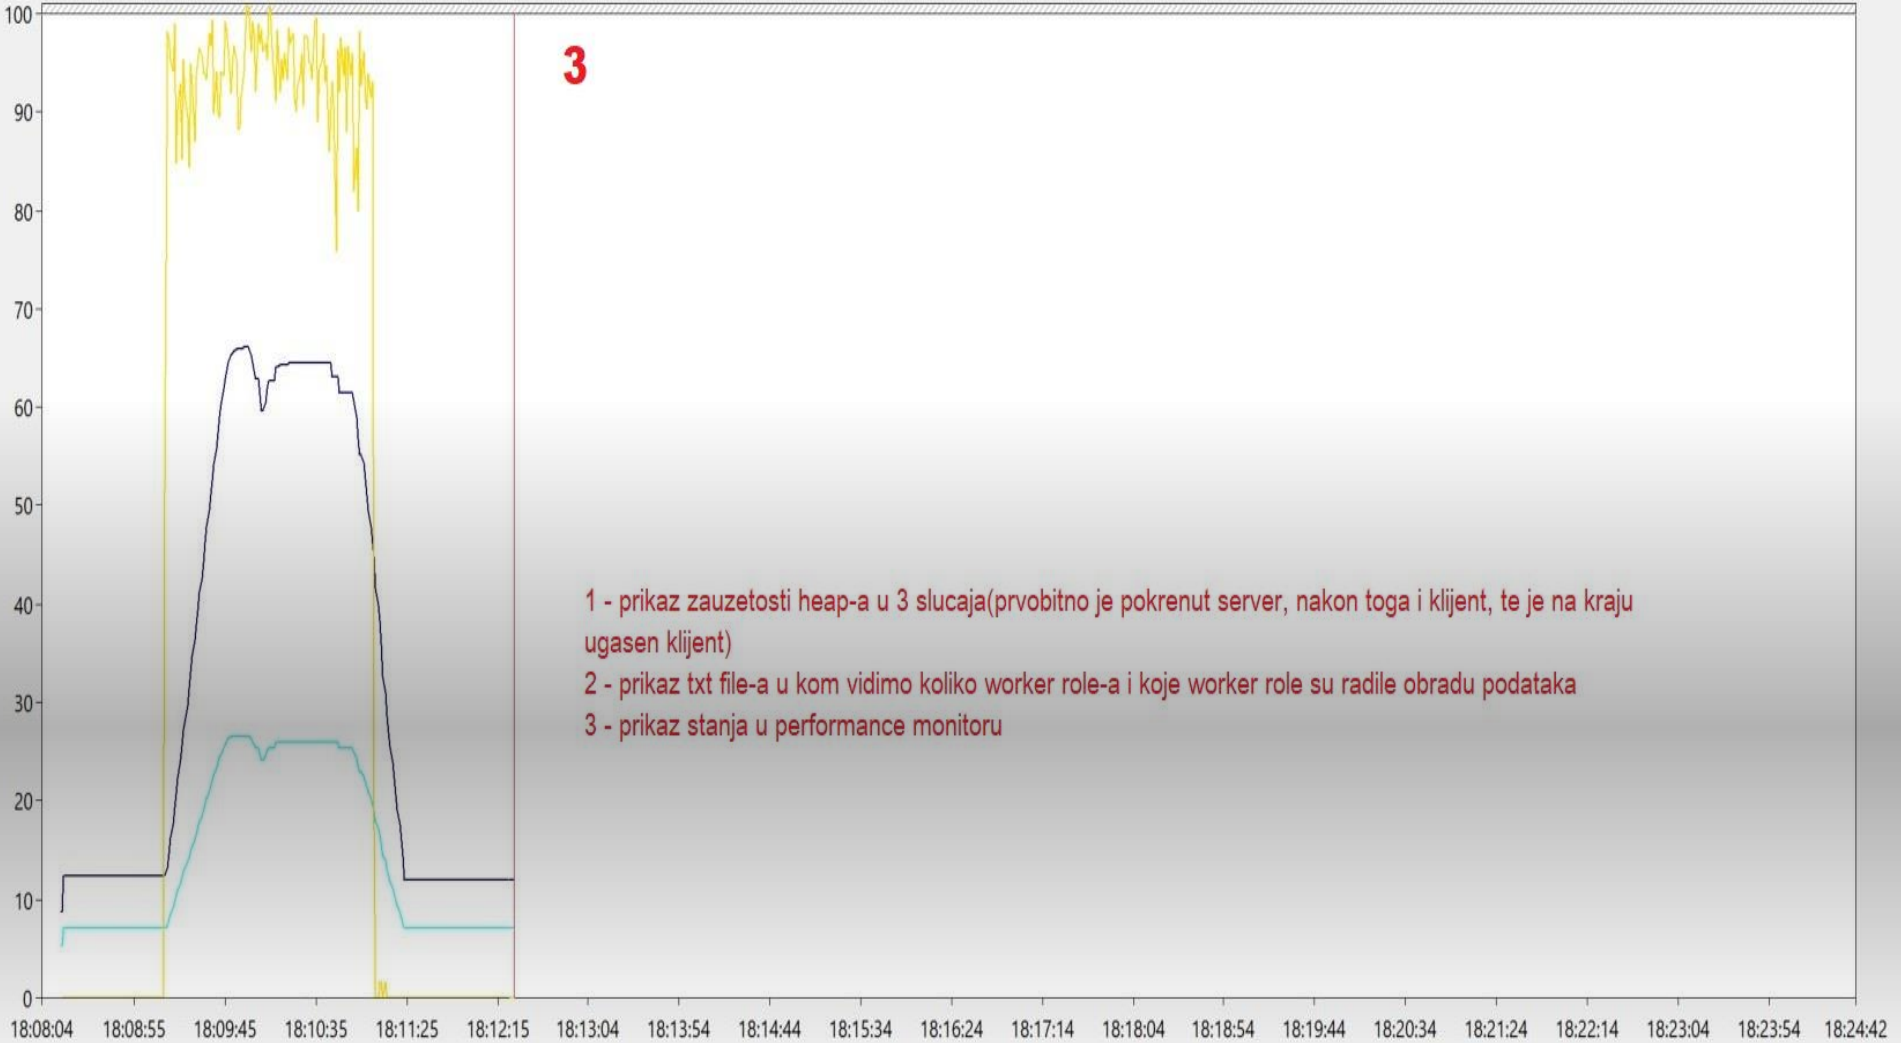 100
3
90
80
70
60
50
40
1 - prikaz zauzetosti heap-a u 3 slucaja(prvobitno je pokrenut server, nakon toga i klijent, te je na kraju
ugasen klijent)
2 - prikaz txt file-a u kom vidimo koliko worker role-a i koje worker role su radile obradu podataka
3 - prikaz stanja u performance monitoru
30
20
10
0
18:08:04 18:08:55 18:09:45 18:10:35 18:11:25 18:12:15 18:13:04 18:13:54 18:14:44 18:15:34 18:16:24 18:17:14 18:18:04 18:18:54 18:19:44 18:20:34 18:21:24 18:22:14 18:23:04 18:23:54 18:24:42